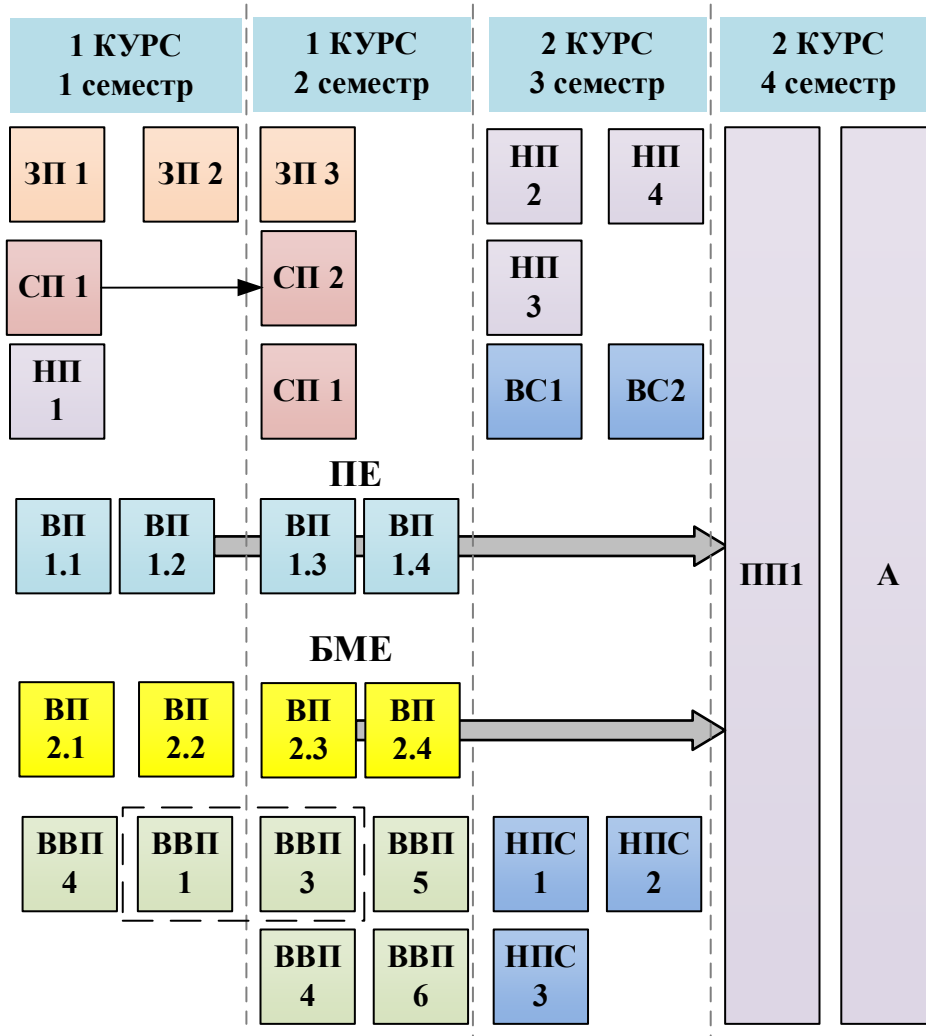 1 КУРС
1 семестр
1 КУРС
2 семестр
2 КУРС
3 семестр
2 КУРС
4 семестр
ЗП 1
ЗП 2
ЗП 3
НП
2
НП
4
СП 1
СП 2
НП
3
НП
1
СП 1
ВС1
ВС2
ПЕ
ВП
1.1
ВП
1.2
ВП
1.3
ВП
1.4
ПП1
А
БМЕ
ВП
2.1
ВП
2.2
ВП
2.3
ВП
2.4
ВВП
4
ВВП
1
ВВП
3
ВВП
5
НПС
1
НПС
2
ВВП
4
ВВП
6
НПС
3